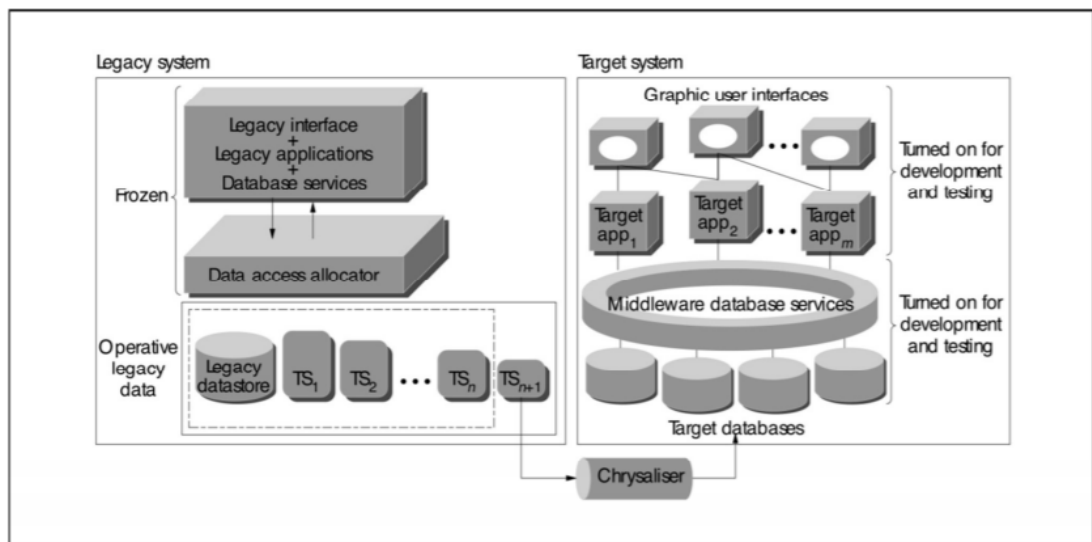 Legacy system
Frozen
Legacy interface
+
Legacy applications
+
Database services
Data access allocator
Operative
legacy
data
Legacy
datastore
TS1
TS2
•••
TSn
TSn+1
Chrysaliser
Target system
Graphic user interfaces
•••
Target
app1
Target
app2
•••
Target
appm
Turned on for
development
and testing
Middleware database services
Turned on for
development
and testing
Target databases